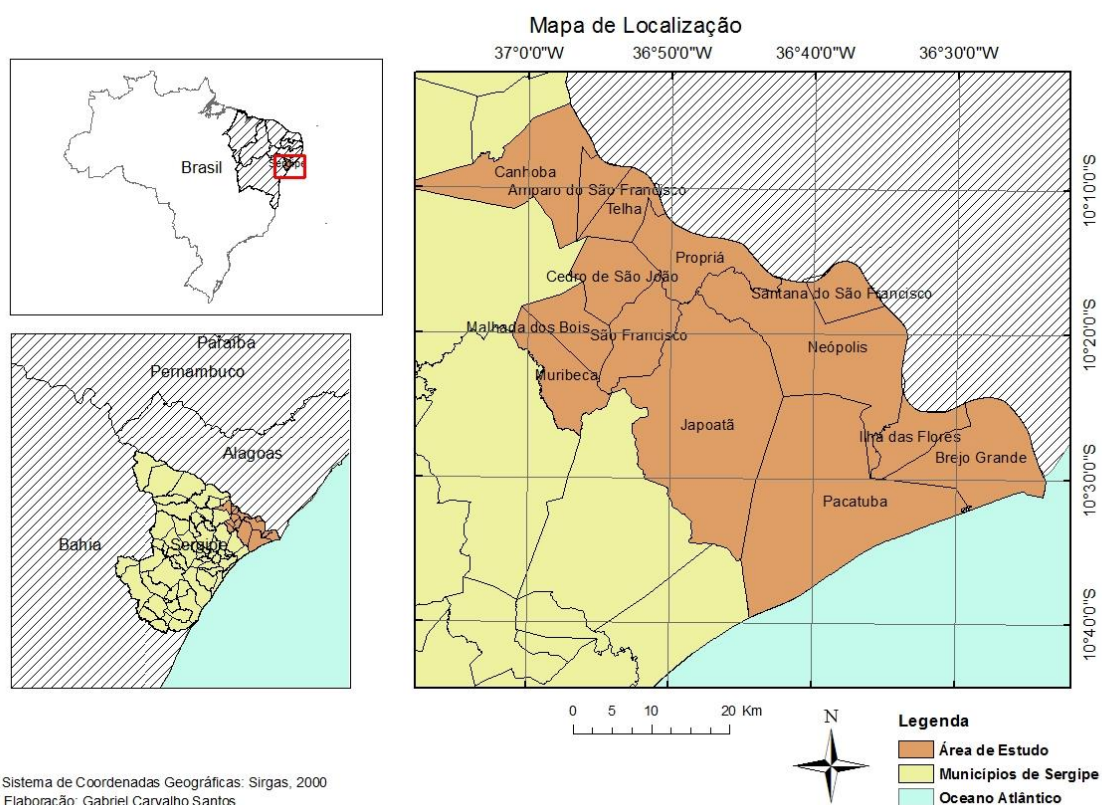 Mapa de Localização
37°0'0"W
36°50'0"W
36°40'0"W
36°30'0"W
Brasil
Sergipe
Canhoba
Amparo do São Francisco
Telha
10°10'0"S
Propriá
Cedro de São João
Santana do São Francisco
Malhada dos Bois
São Francisco
Neópolis
10°20'0"S
Muribeca
Japoatã
Ilha das Flores
Brejo Grande
10°30'0"S
Pacatuba
10°40'0"S
Paraíba
Pernambuco
Alagoas
Bahia
Sergipe
0 5 10 20 Km
N
Legenda
Área de Estudo
Municípios de Sergipe
Oceano Atlântico
Sistema de Coordenadas Geográficas: Sirgas, 2000
Elaboração: Gabriel Carvalho Santos